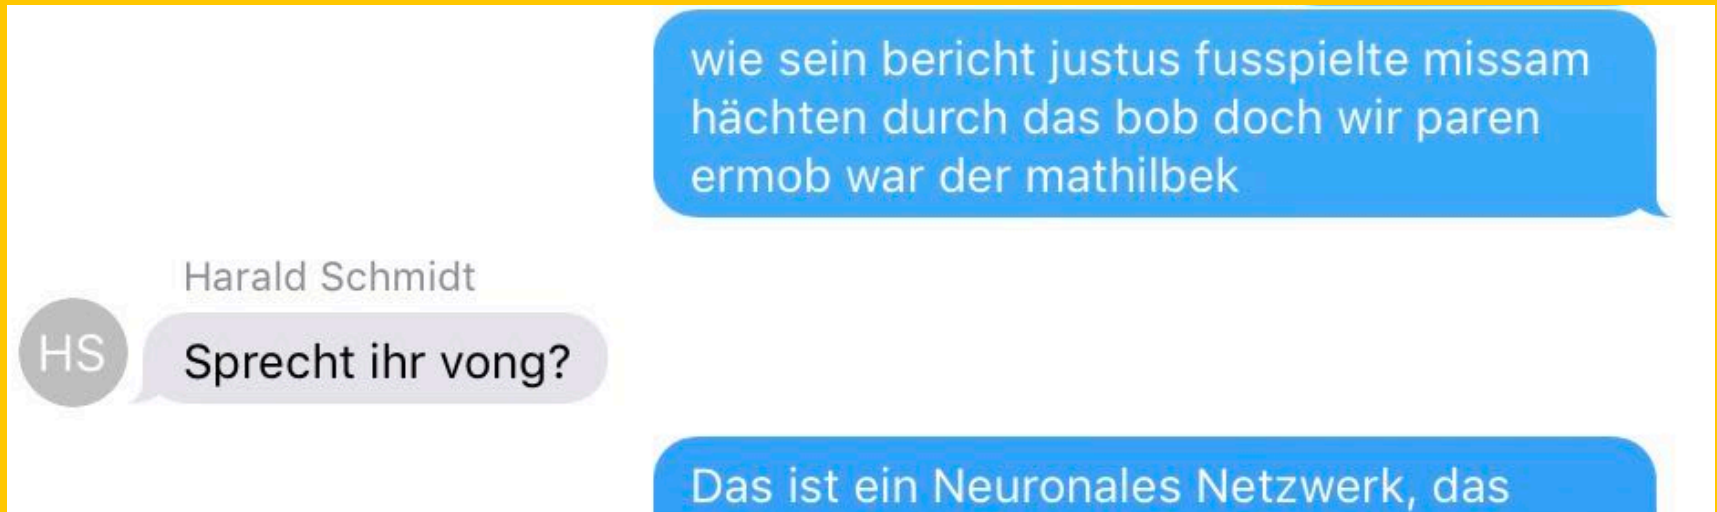 wie sein bericht justus fusspielte missam
hächten durch das bob doch wir paren
ermob war der mathilbek
Harald Schmidt
HS
Sprecht ihr vong?
Das ist ein Neuronales Netzwerk, das